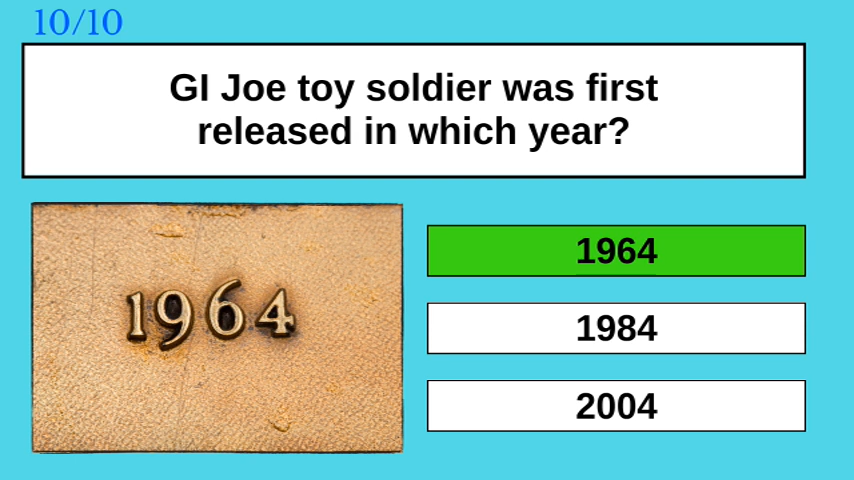 10/10
GI Joe toy soldier was first
released in which year?
1964
1964
1984
2004